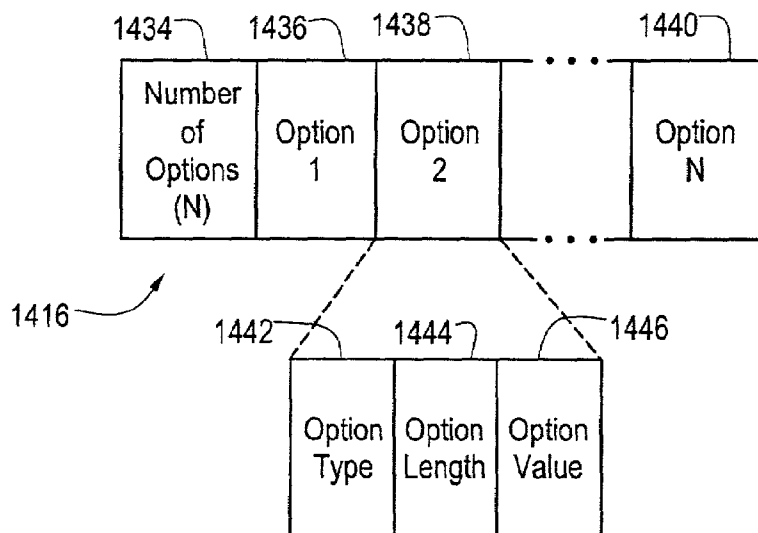 1434 1436 1438 1440
Number
of
Options
(N)
Option
1
Option
2
Option
N
1416
1442 1444 1446
Option
Type
Option
Length
Option
Value